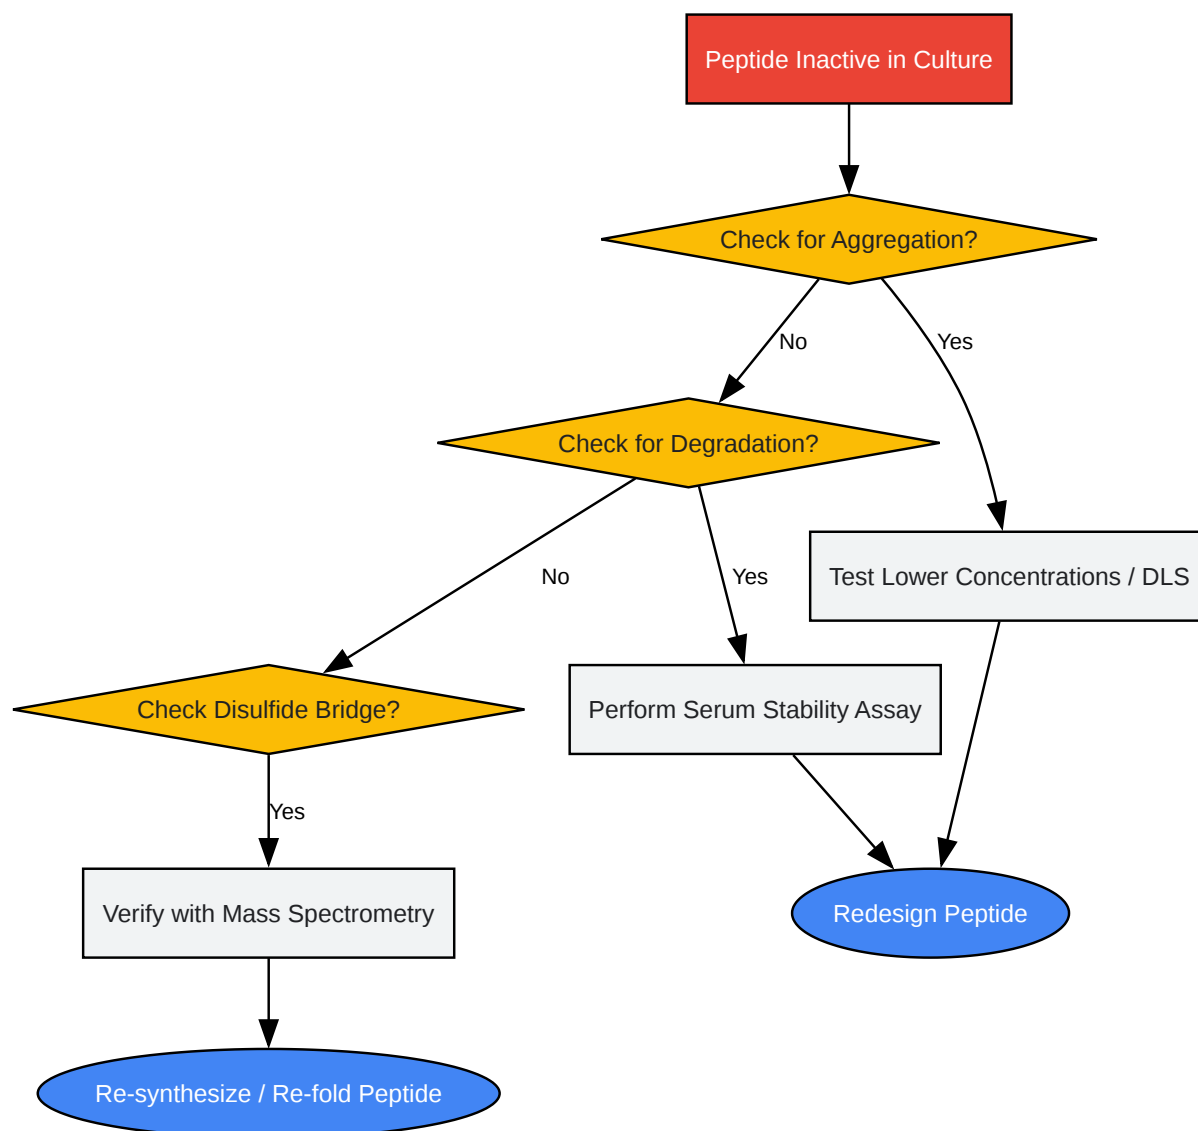 Peptide Inactive in Culture
Check for Aggregation?
No
Yes
Check for Degradation?
No
Yes
Test Lower Concentrations / DLS
Check Disulfide Bridge?
Perform Serum Stability Assay
Yes
Verify with Mass Spectrometry
Redesign Peptide
Re-synthesize / Re-fold Peptide